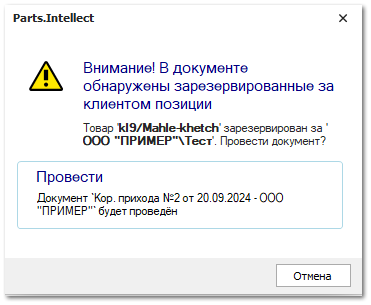 Parts.Intellect
Внимание! В документе
обнаружены зарезервированные за
клиентом позиции
Товар 'kl9/Mahle-khetch' зарезервирован за '
ООО "ПРИМЕР"\Тест'. Провести документ?
Провести
Документ `Кор. прихода №2 от 20.09.2024 - ООО
"ПРИМЕР"` будет проведён
Отмена